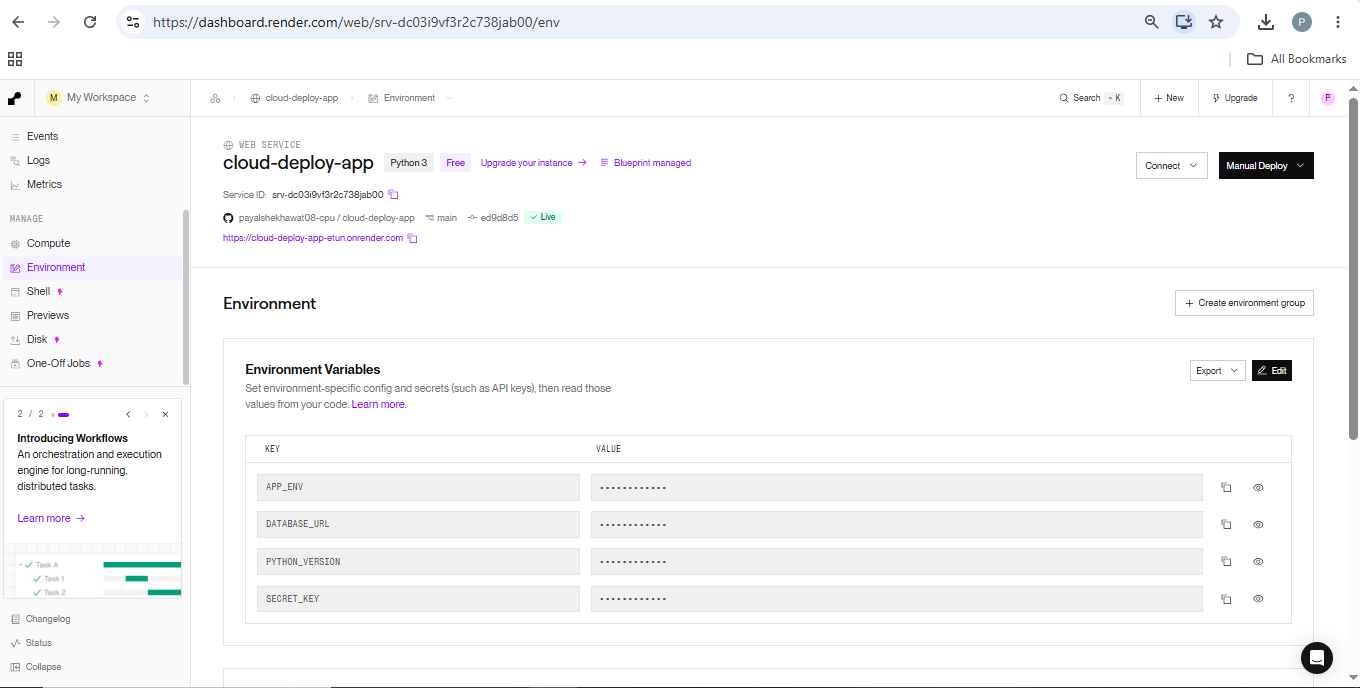 https://dashboard.render.com/web/srv-dc03i9vf3r2c738jab00/env
P
All Bookmarks
M My Workspace
cloud-deploy-app
Environment
Search ^ K
+ New
Upgrade
?
P
Events
Logs
Metrics
MANAGE
Compute
Environment
Shell
Previews
Disk
One-Off Jobs
2 / 2
Introducing Workflows
An orchestration and execution
engine for long-running,
distributed tasks.
Learn more →
Task A
Task 1
Task 2
Changelog
Status
Collapse
WEB SERVICE
cloud-deploy-app Python 3 Free Upgrade your instance → Blueprint managed
Connect
Manual Deploy
Service ID: srv-dc03i9vf3r2c738jab00
payalshekhawat08-cpu / cloud-deploy-app main ed9d8d5 Live
https://cloud-deploy-app-etun.onrender.com
Environment
+ Create environment group
Environment Variables
Export
Edit
Set environment-specific config and secrets (such as API keys), then read those
values from your code. Learn more.
KEY VALUE
APP_ENV ••••••••••••
DATABASE_URL ••••••••••••
PYTHON_VERSION ••••••••••••
SECRET_KEY ••••••••••••